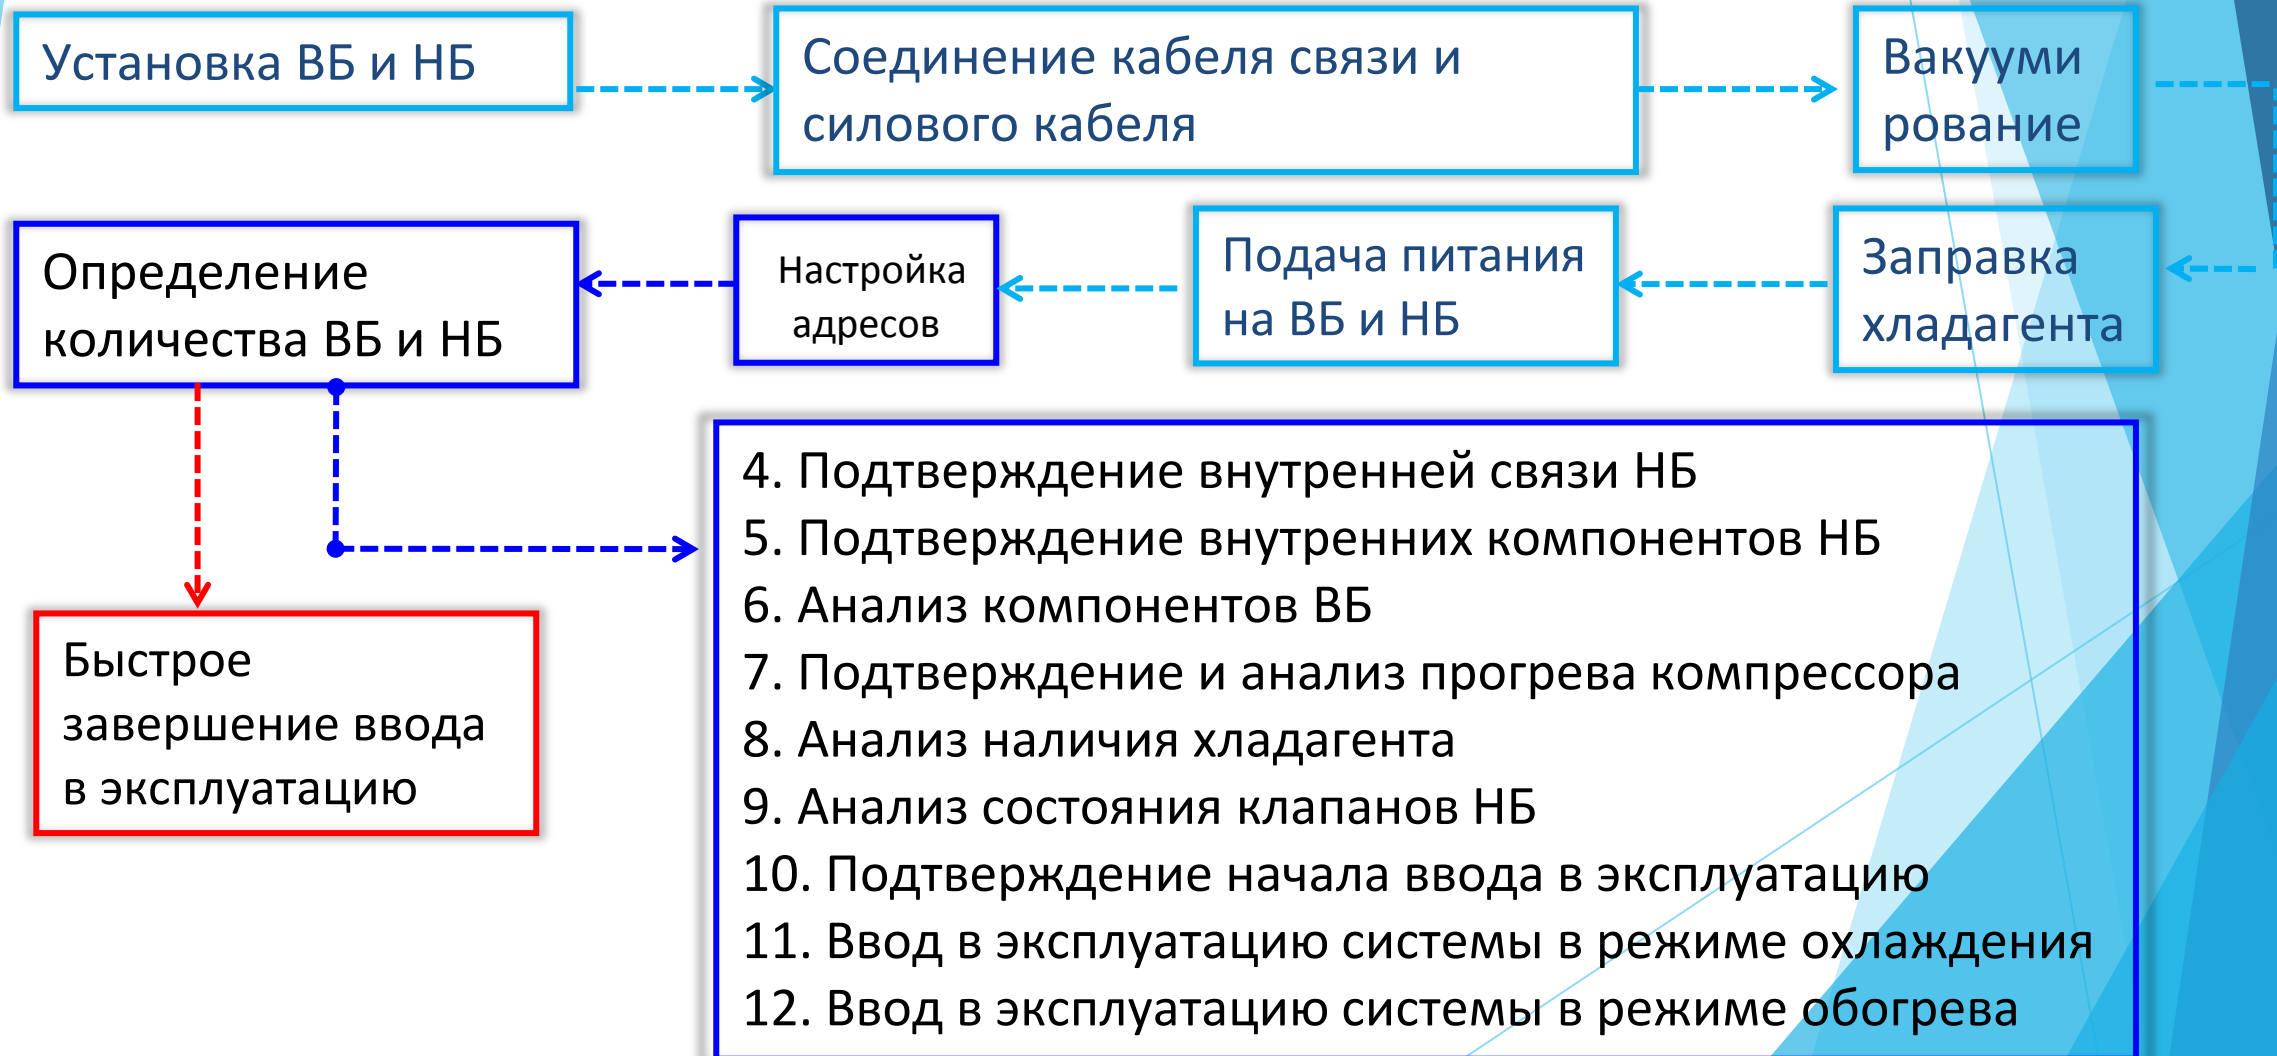 Установка ВБ и НБ
Соединение кабеля связи и
силового кабеля
Вакууми
рование
Определение
количества ВБ и НБ
Настройка
адресов
Подача питания
на ВБ и НБ
Заправка
хладагента
4. Подтверждение внутренней связи НБ
5. Подтверждение внутренних компонентов НБ
6. Анализ компонентов ВБ
7. Подтверждение и анализ прогрева компрессора
8. Анализ наличия хладагента
9. Анализ состояния клапанов НБ
10. Подтверждение начала ввода в эксплуатацию
11. Ввод в эксплуатацию системы в режиме охлаждения
12. Ввод в эксплуатацию системы в режиме обогрева
Быстрое
завершение ввода
в эксплуатацию